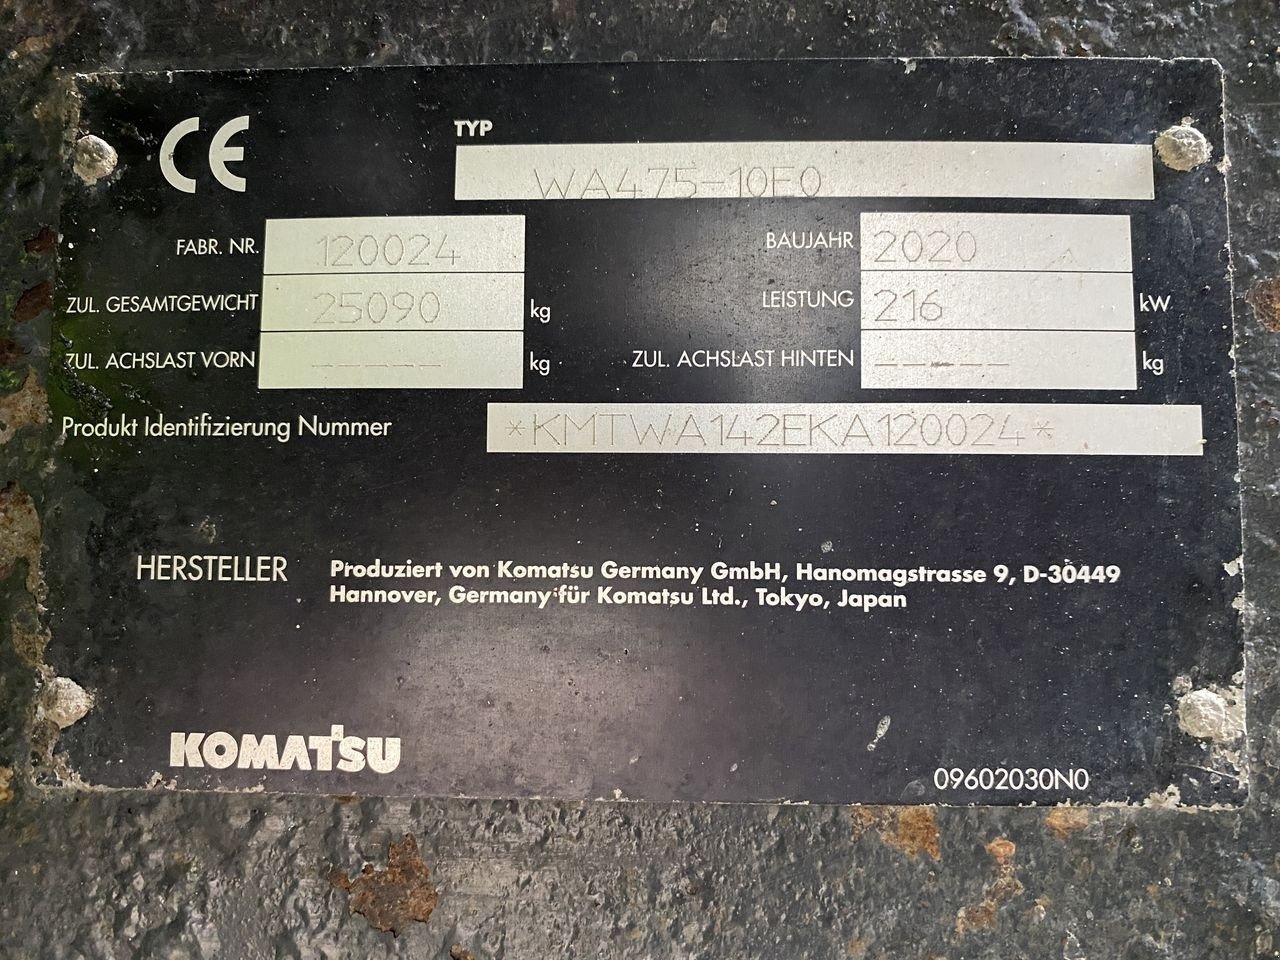 CE
TYP
WA475-10E0
FABR. NR. 120024 BAUJAHR 2020
ZUL. GESAMTGEWICHT 25090 kg LEISTUNG 216 kW
ZUL. ACHSLAST VORN ----- kg ZUL. ACHSLAST HINTEN ----- kg
Produkt Identifizierung Nummer *KMTWA142EKA120024*
HERSTELLER Produziert von Komatsu Germany GmbH, Hanomagstrasse 9, D-30449
Hannover, Germany für Komatsu Ltd., Tokyo, Japan
KOMATSU
09602030N0